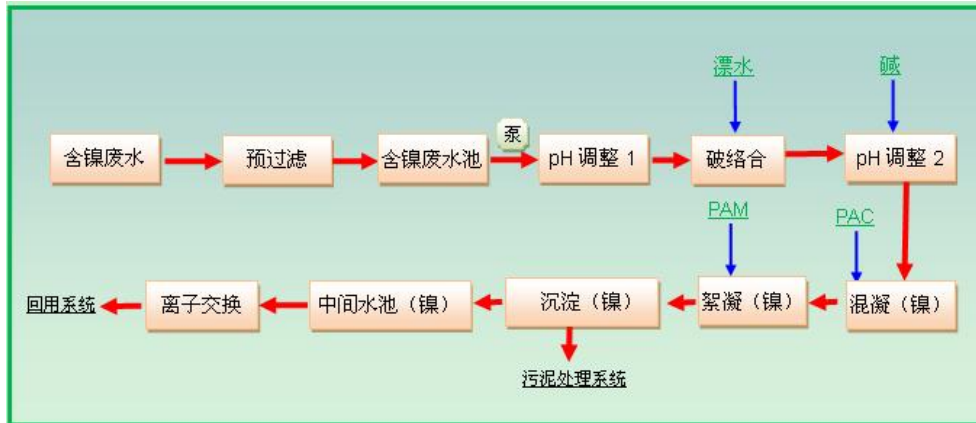 漂水
碱
泵
含镍废水
预过滤
含镍废水池
pH 调整 1
破络合
pH 调整 2
PAM
PAC
回用系统
离子交换
中间水池（镍）
沉淀（镍）
絮凝（镍）
混凝（镍）
污泥处理系统